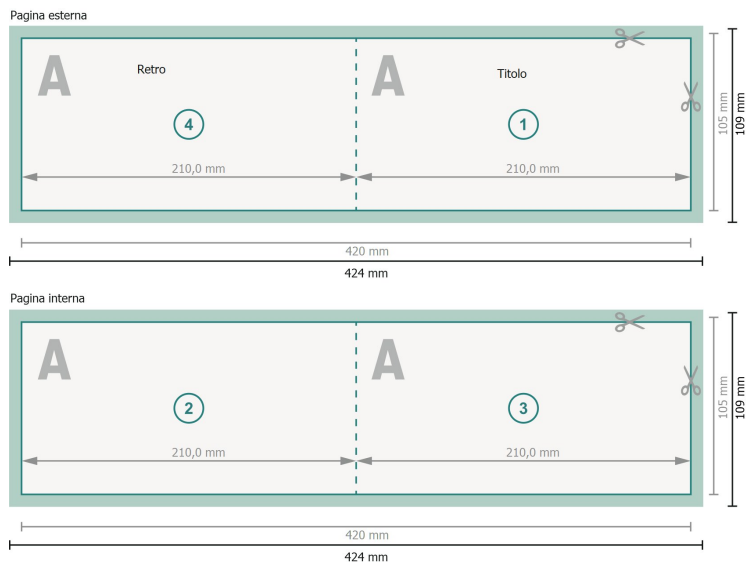 Pagina esterna
A
Retro
A
Titolo
4
1
210,0 mm
210,0 mm
105 mm
109 mm
420 mm
424 mm
Pagina interna
A
A
2
3
210,0 mm
210,0 mm
105 mm
109 mm
420 mm
424 mm